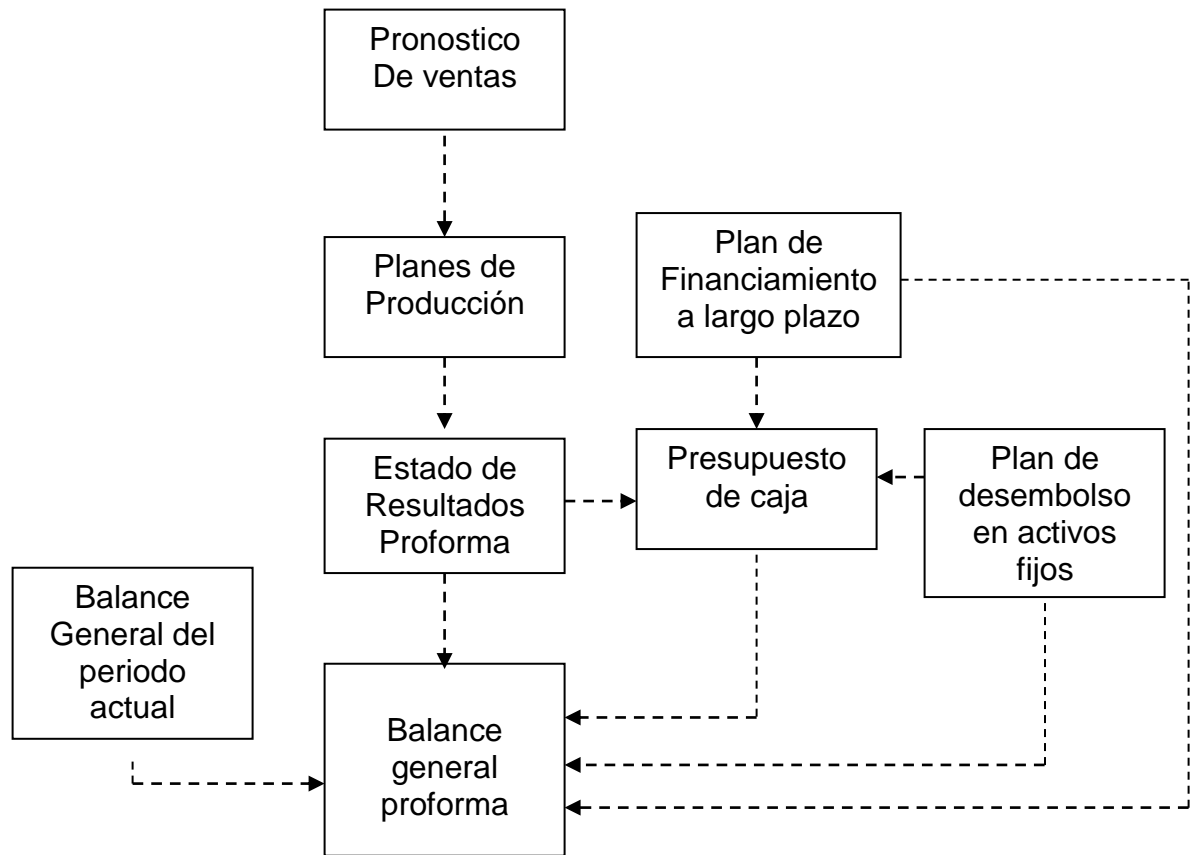 Pronostico
De ventas
Planes de
Producción
Plan de
Financiamiento
a largo plazo
Estado de
Resultados
Proforma
Presupuesto
de caja
Plan de
desembolso
en activos
fijos
Balance
General del
periodo
actual
Balance
general
proforma